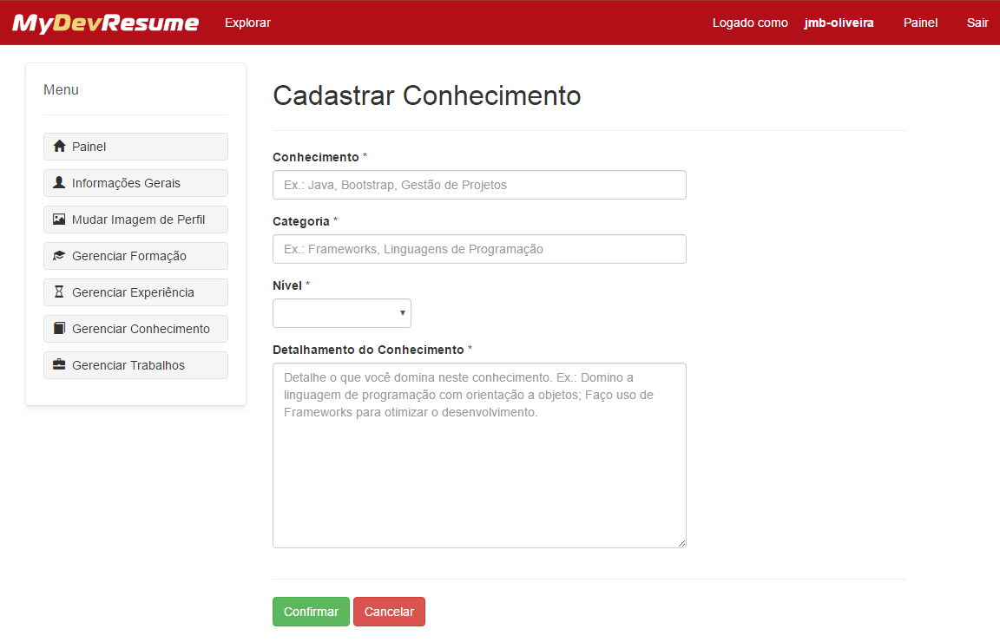 MyDevResume Explorar Logado como jmb-oliveira Painel Sair
Menu
Painel
Informações Gerais
Mudar Imagem de Perfil
Gerenciar Formação
Gerenciar Experiência
Gerenciar Conhecimento
Gerenciar Trabalhos
Cadastrar Conhecimento
Conhecimento *
Ex.: Java, Bootstrap, Gestão de Projetos
Categoria *
Ex.: Frameworks, Linguagens de Programação
Nível *
Detalhamento do Conhecimento *
Detalhe o que você domina neste conhecimento. Ex.: Domino a
linguagem de programação com orientação a objetos; Faço uso de
Frameworks para otimizar o desenvolvimento.
Confirmar Cancelar